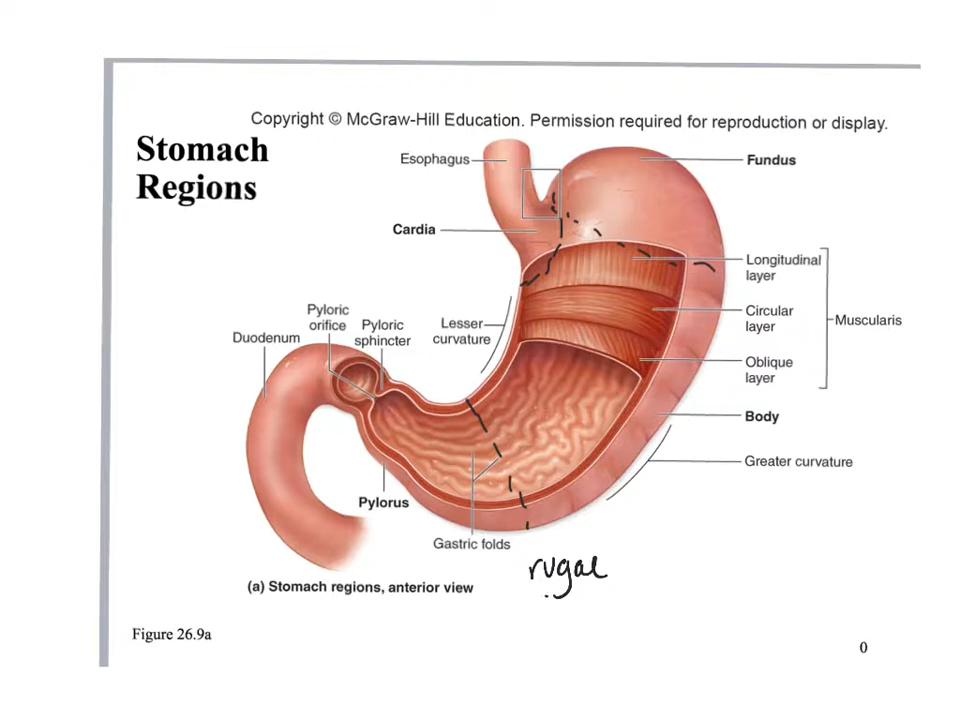 Copyright © McGraw-Hill Education. Permission required for reproduction or display.
Stomach
Regions
Esophagus
Fundus
Cardia
Longitudinal
layer
Pyloric
orifice
Pyloric
sphincter
Lesser
curvature
Circular
layer
Muscularis
Duodenum
Oblique
layer
Body
Greater curvature
Pylorus
Gastric folds
rugal
(a) Stomach regions, anterior view
Figure 26.9a
0